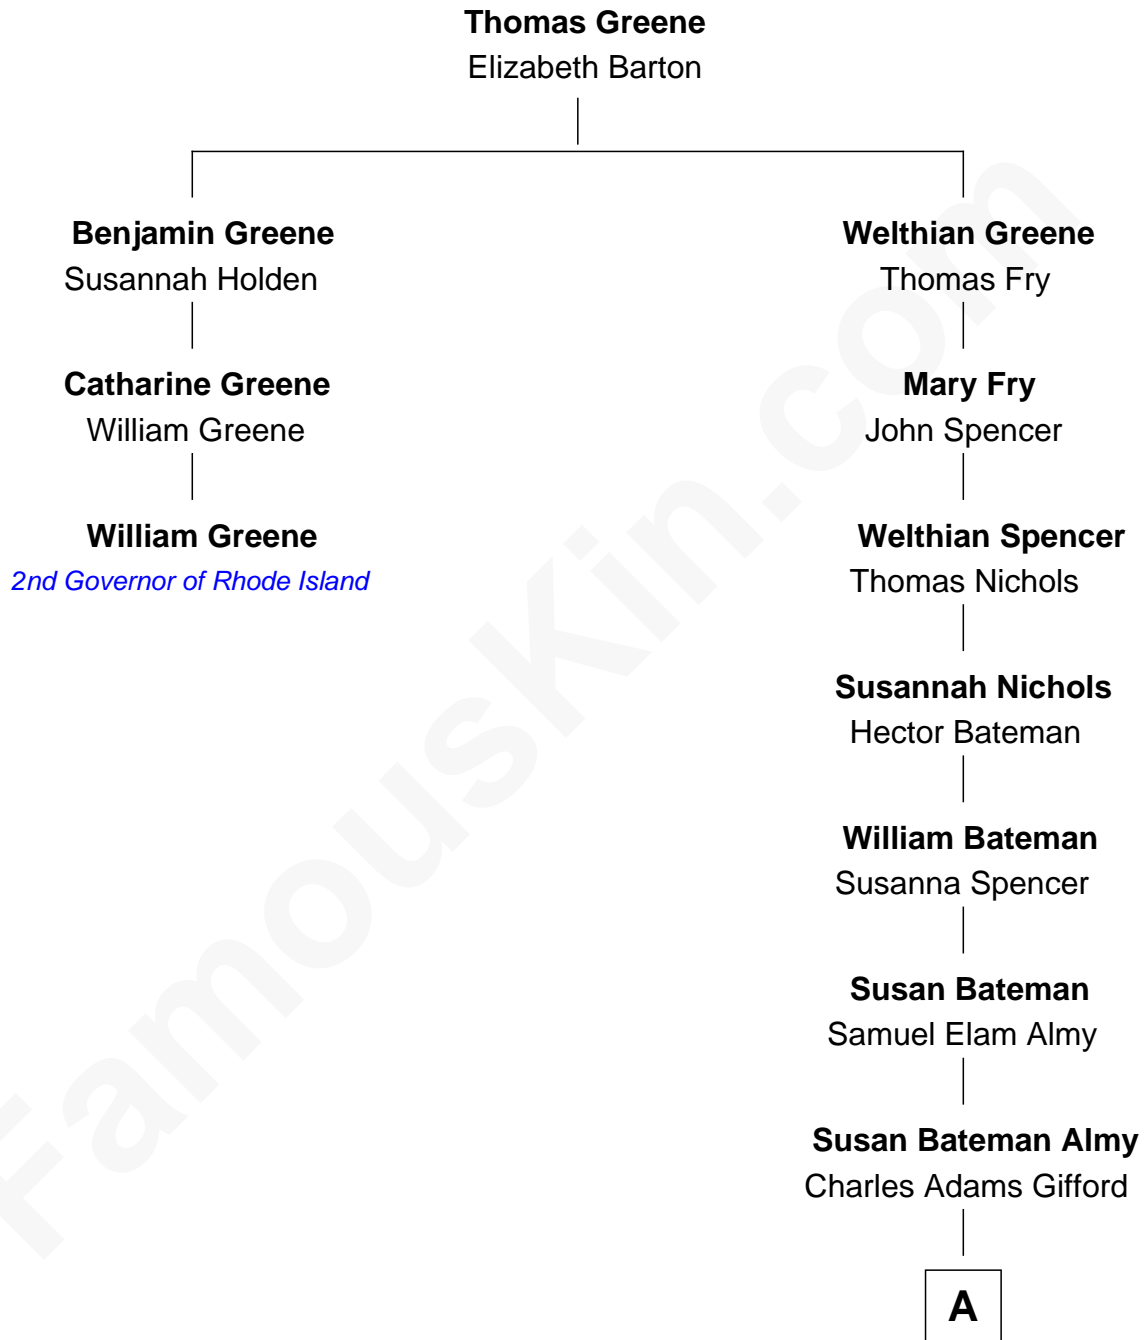 Thomas Greene
Elizabeth Barton
Benjamin Greene
Susannah Holden
Welthian Greene
Thomas Fry
Catharine Greene
William Greene
Mary Fry
John Spencer
William Greene
2nd Governor of Rhode Island
Welthian Spencer
Thomas Nichols
Susannah Nichols
Hector Bateman
William Bateman
Susanna Spencer
Susan Bateman
Samuel Elam Almy
Susan Bateman Almy
Charles Adams Gifford
A
FamousKin.com